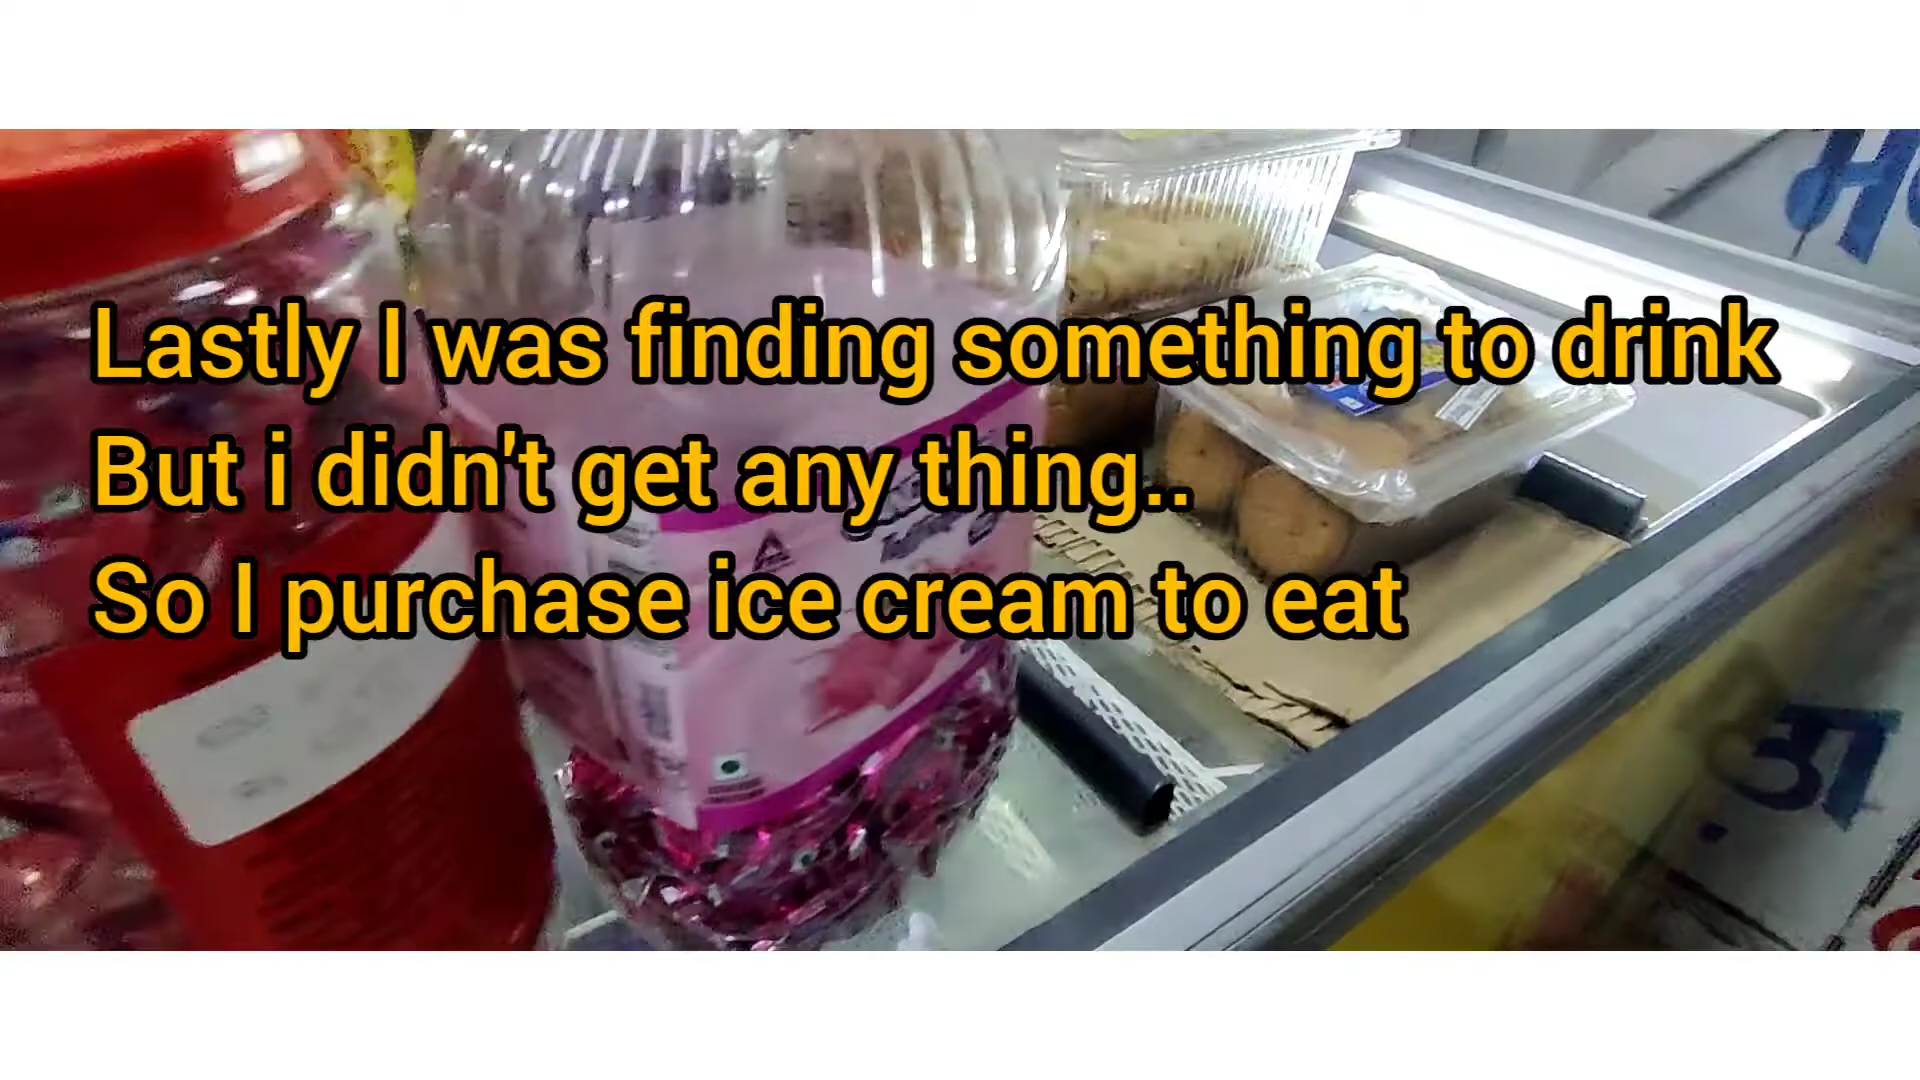 Lastly I was finding something to drink
But i didn't get any thing..
So I purchase ice cream to eat